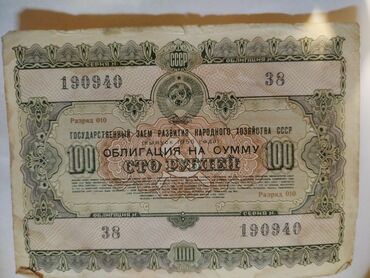 СЕРИЯ №. СССР ОБЛИГАЦИЯ №.
190940 38
Разряд 010
ГОСУДАРСТВЕННЫЙ ЗАЕМ РАЗВИТИЯ НАРОДНОГО ХОЗЯЙСТВА СССР
ОБЛИГАЦИЯ НА СУММУ
100 СТО РУБЛЕЙ 100
Разряд 010
ОБЛИГАЦИЯ №. СЕРИЯ №.
38 190940
100